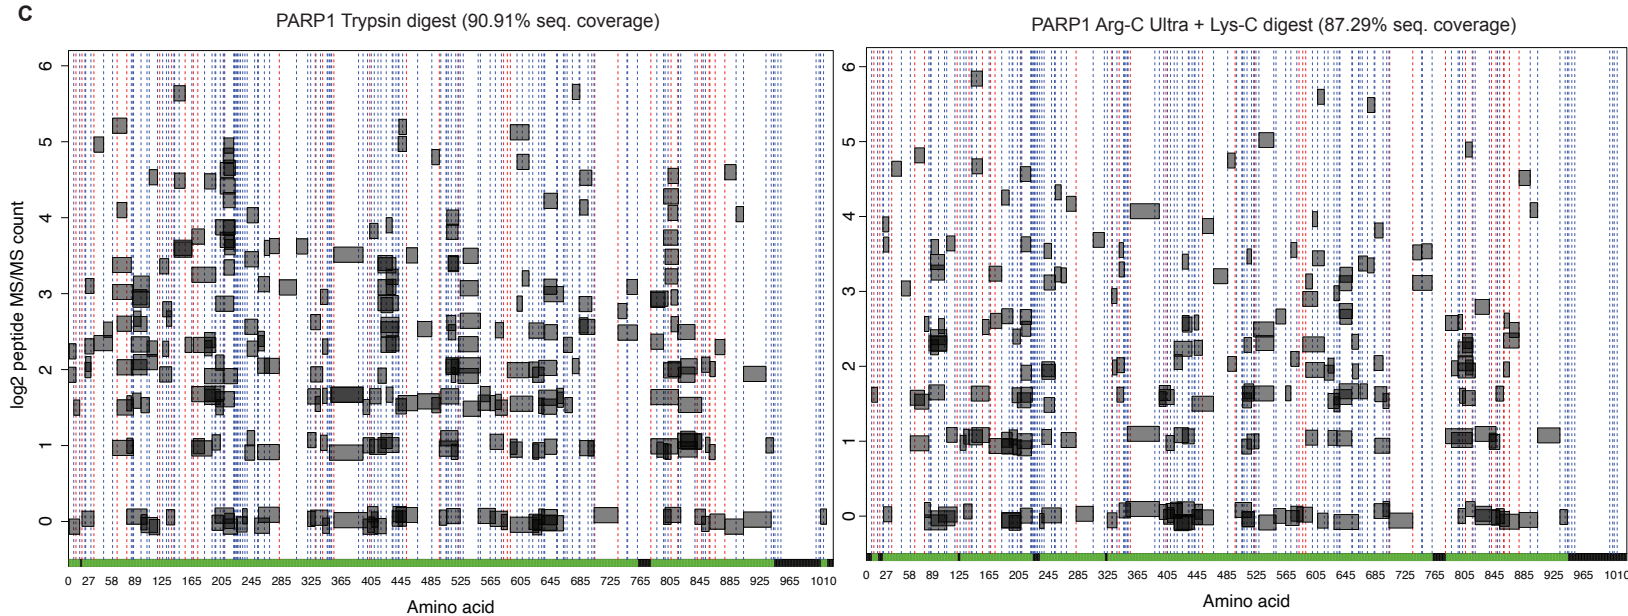 C
PARP1 Trypsin digest (90.91% seq. coverage)
log2 peptide MS/MS count
6
5
4
3
2
1
0
0 27 58 89 125 165 205 245 285 325 365 405 445 485 525 565 605 645 685 725 765 805 845 885 925 965 1010
Amino acid
PARP1 Arg-C Ultra + Lys-C digest (87.29% seq. coverage)
6
5
4
3
2
1
0
0 27 58 89 125 165 205 245 285 325 365 405 445 485 525 565 605 645 685 725 765 805 845 885 925 965 1010
Amino acid